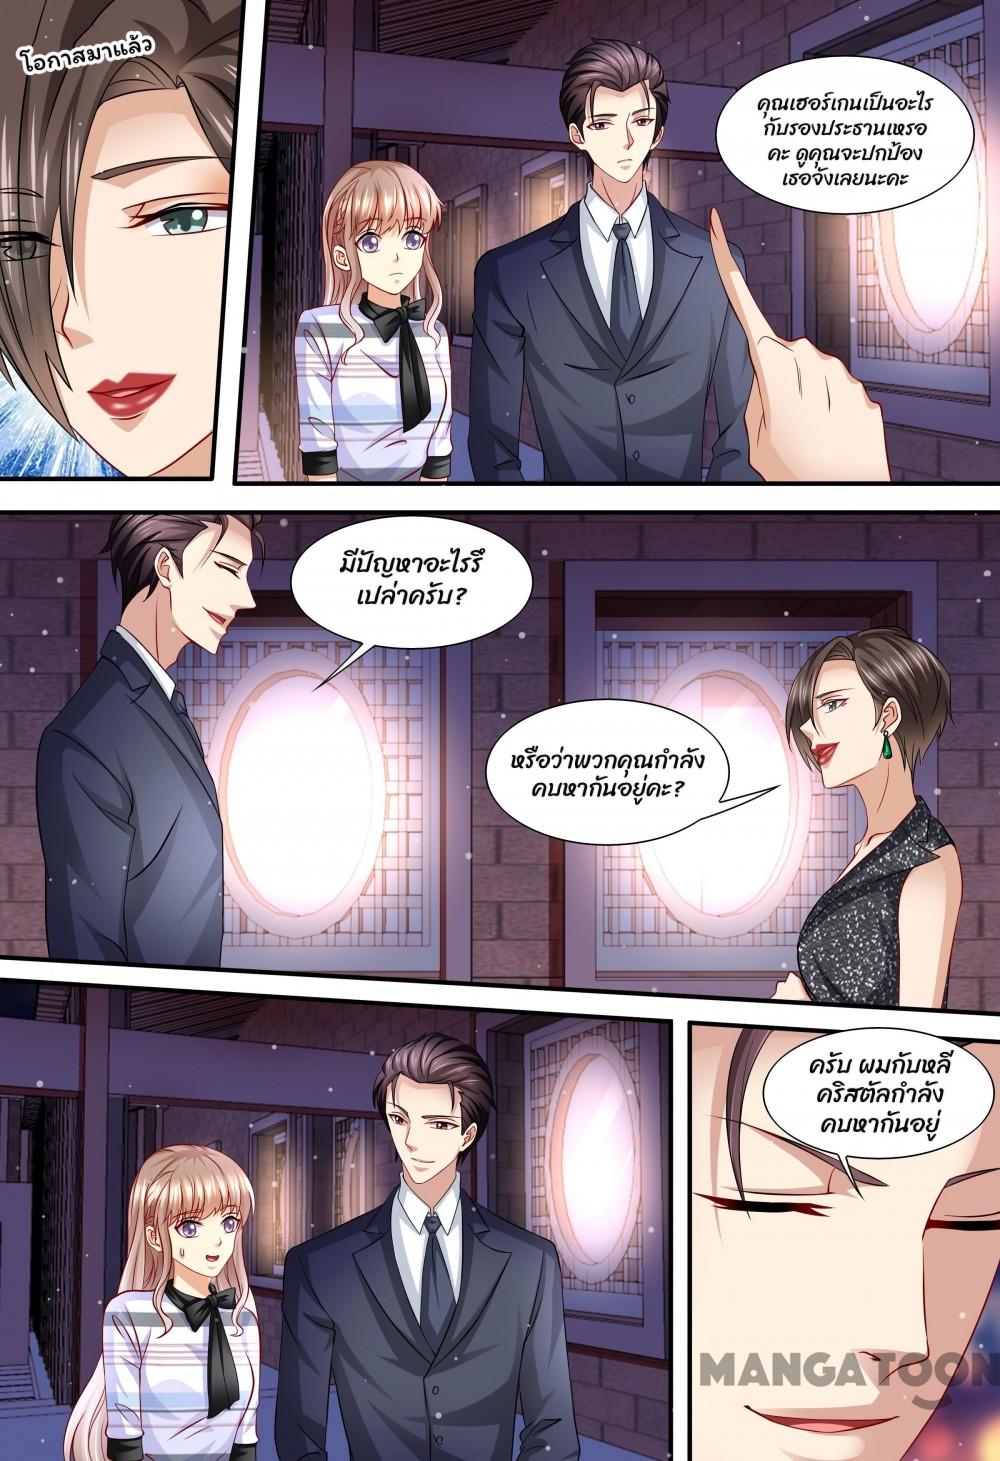 โอกาสมาแล้ว
คุณเฮอร์เกนเป็นอะไร
กับรองประธานเหรอ
คะ ดูคุณจะปกป้อง
เธอจังเลยนะคะ
มีปัญหาอะไรรึ
เปล่าครับ?
หรือว่าพวกคุณกำลัง
คบหากันอยู่คะ?
ครับ ผมกับหลี
คริสตัลกำลัง
คบหากันอยู่
MANGATOON